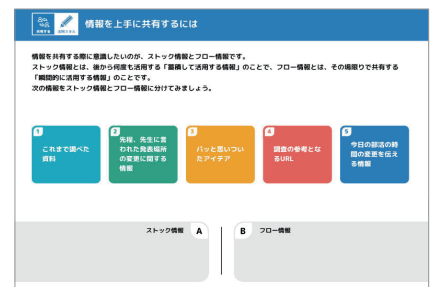 情報を上手に共有するには
情報を共有する際に意識したいのが、ストック情報とフロー情報です。
ストック情報とは、後から何度も活用する「蓄積して活用する情報」のことで、フロー情報とは、その場限りで共有する
「瞬間的に活用する情報」のことです。
次の情報をストック情報とフロー情報に分けてみましょう。
1
これまで調べた
資料
2
先程、先生に言
われた発表場所
の変更に関する
情報
3
パッと思いつい
たアイデア
4
調査の参考とな
るURL
5
今日の部活の時
間の変更を伝え
る情報
ストック情報 A
B フロー情報